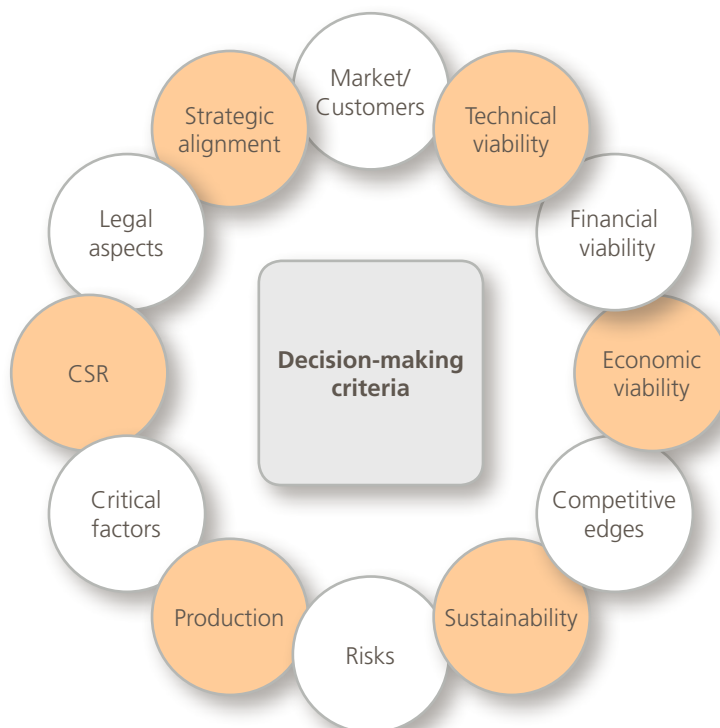 Market/
Customers
Technical
viability
Financial
viability
Economic
viability
Competitive
edges
Sustainability
Risks
Production
Critical
factors
CSR
Legal
aspects
Strategic
alignment
Decision-making
criteria